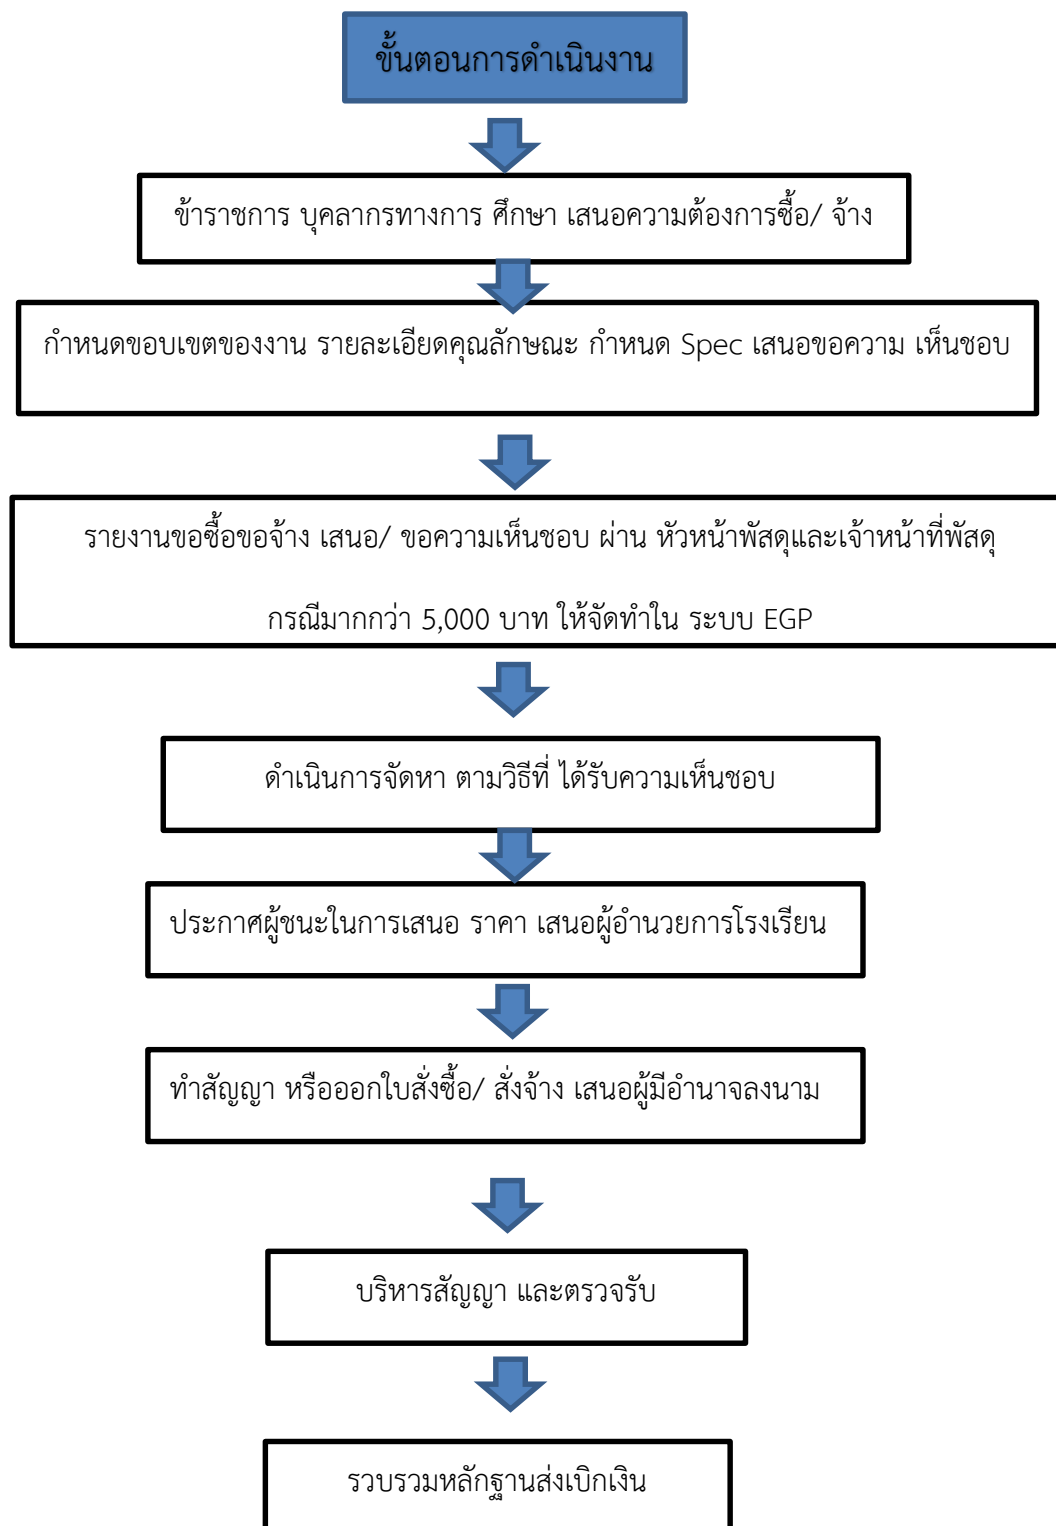 ขั้นตอนการดำเนินงาน
ข้าราชการ บุคลากรทางการ ศึกษา เสนอความต้องการซื้อ/ จ้าง
กำหนดขอบเขตของงาน รายละเอียดคุณลักษณะ กำหนด Spec เสนอขอความ เห็นชอบ
รายงานขอซื้อขอจ้าง เสนอ/ ขอความเห็นชอบ ผ่าน หัวหน้าพัสดุและเจ้าหน้าที่พัสดุ
กรณีมากกว่า 5,000 บาท ให้จัดทำใน ระบบ EGP
ดำเนินการจัดหา ตามวิธีที่ ได้รับความเห็นชอบ
ประกาศผู้ชนะในการเสนอ ราคา เสนอผู้อำนวยการโรงเรียน
ทำสัญญา หรือออกใบสั่งซื้อ/ สั่งจ้าง เสนอผู้มีอำนาจลงนาม
บริหารสัญญา และตรวจรับ
รวบรวมหลักฐานส่งเบิกเงิน